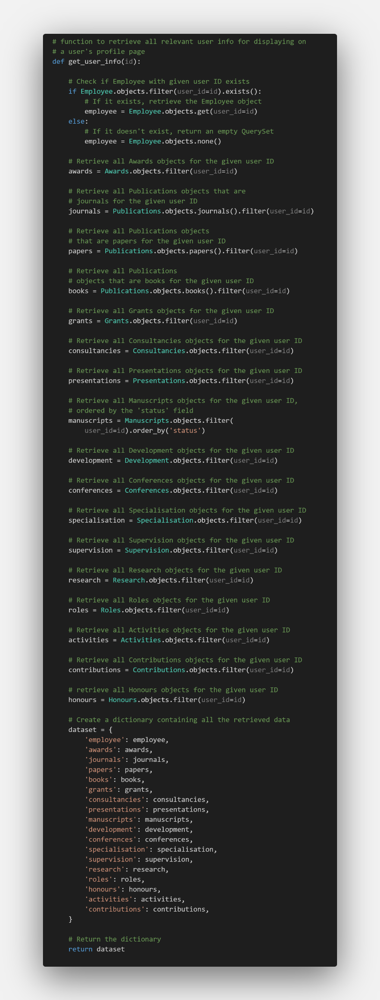 # function to retrieve all relevant user info for displaying on
# a user's profile page
def get_user_info(id):

    # Check if Employee with given user ID exists
    if Employee.objects.filter(user_id=id).exists():
        # If it exists, retrieve the Employee object
        employee = Employee.objects.get(user_id=id)
    else:
        # If it doesn't exist, return an empty QuerySet
        employee = Employee.objects.none()

    # Retrieve all Awards objects for the given user ID
    awards = Awards.objects.filter(user_id=id)

    # Retrieve all Publications objects that are
    # journals for the given user ID
    journals = Publications.objects.journals().filter(user_id=id)

    # Retrieve all Publications objects
    # that are papers for the given user ID
    papers = Publications.objects.papers().filter(user_id=id)

    # Retrieve all Publications
    # objects that are books for the given user ID
    books = Publications.objects.books().filter(user_id=id)

    # Retrieve all Grants objects for the given user ID
    grants = Grants.objects.filter(user_id=id)

    # Retrieve all Consultancies objects for the given user ID
    consultancies = Consultancies.objects.filter(user_id=id)

    # Retrieve all Presentations objects for the given user ID
    presentations = Presentations.objects.filter(user_id=id)

    # Retrieve all Manuscripts objects for the given user ID,
    # ordered by the 'status' field
    manuscripts = Manuscripts.objects.filter(
        user_id=id).order_by('status')

    # Retrieve all Development objects for the given user ID
    development = Development.objects.filter(user_id=id)

    # Retrieve all Conferences objects for the given user ID
    conferences = Conferences.objects.filter(user_id=id)

    # Retrieve all Specialisation objects for the given user ID
    specialisation = Specialisation.objects.filter(user_id=id)

    # Retrieve all Supervision objects for the given user ID
    supervision = Supervision.objects.filter(user_id=id)

    # Retrieve all Research objects for the given user ID
    research = Research.objects.filter(user_id=id)

    # Retrieve all Roles objects for the given user ID
    roles = Roles.objects.filter(user_id=id)

    # Retrieve all Activities objects for the given user ID
    activities = Activities.objects.filter(user_id=id)

    # Retrieve all Contributions objects for the given user ID
    contributions = Contributions.objects.filter(user_id=id)

    # retrieve all Honours objects for the given user ID
    honours = Honours.objects.filter(user_id=id)

    # Create a dictionary containing all the retrieved data
    dataset = {
        'employee': employee,
        'awards': awards,
        'journals': journals,
        'papers': papers,
        'books': books,
        'grants': grants,
        'consultancies': consultancies,
        'presentations': presentations,
        'manuscripts': manuscripts,
        'development': development,
        'conferences': conferences,
        'specialisation': specialisation,
        'supervision': supervision,
        'research': research,
        'roles': roles,
        'honours': honours,
        'activities': activities,
        'contributions': contributions,
    }

    # Return the dictionary
    return dataset